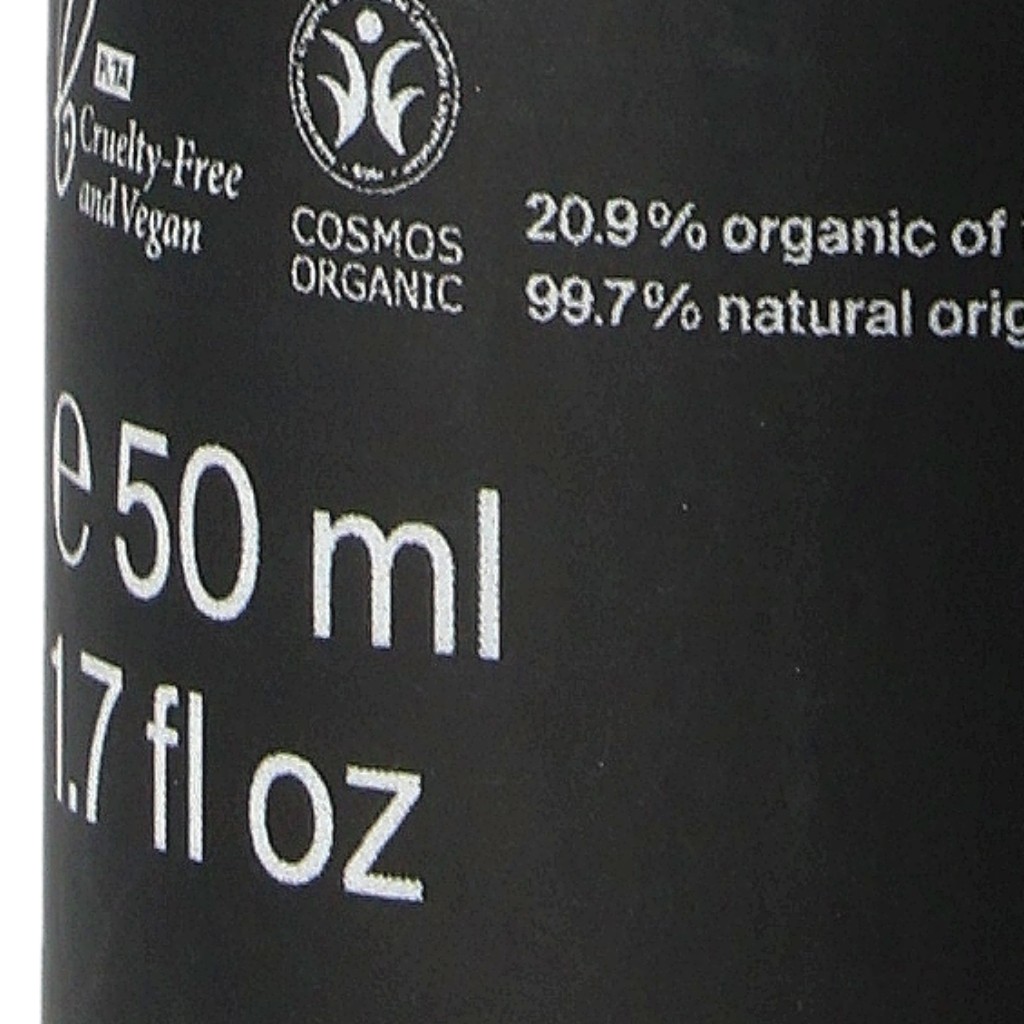 Cruelty-Free
and Vegan
COSMOS
ORGANIC
20.9% organic of
99.7% natural orig
e 50 ml
1.7 fl oz